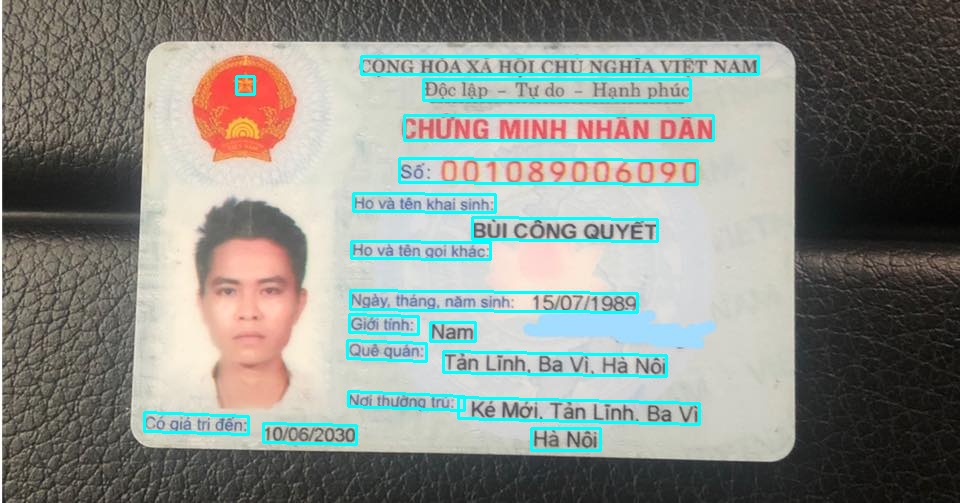 CỘNG HÒA XÃ HỘI CHỦ NGHĨA VIỆT NAM
Độc lập - Tự do - Hạnh phúc
CHỨNG MINH NHÂN DÂN
Số: 001089006090
Họ và tên khai sinh:
BÙI CÔNG QUYẾT
Họ và tên gọi khác:
Ngày, tháng, năm sinh: 15/07/1989
Giới tính: Nam
Quê quán: Tản Lĩnh, Ba Vì, Hà Nội
Nơi thường trú: Ké Mới, Tản Lĩnh, Ba Vì
Hà Nội
Có giá trị đến: 10/06/2030